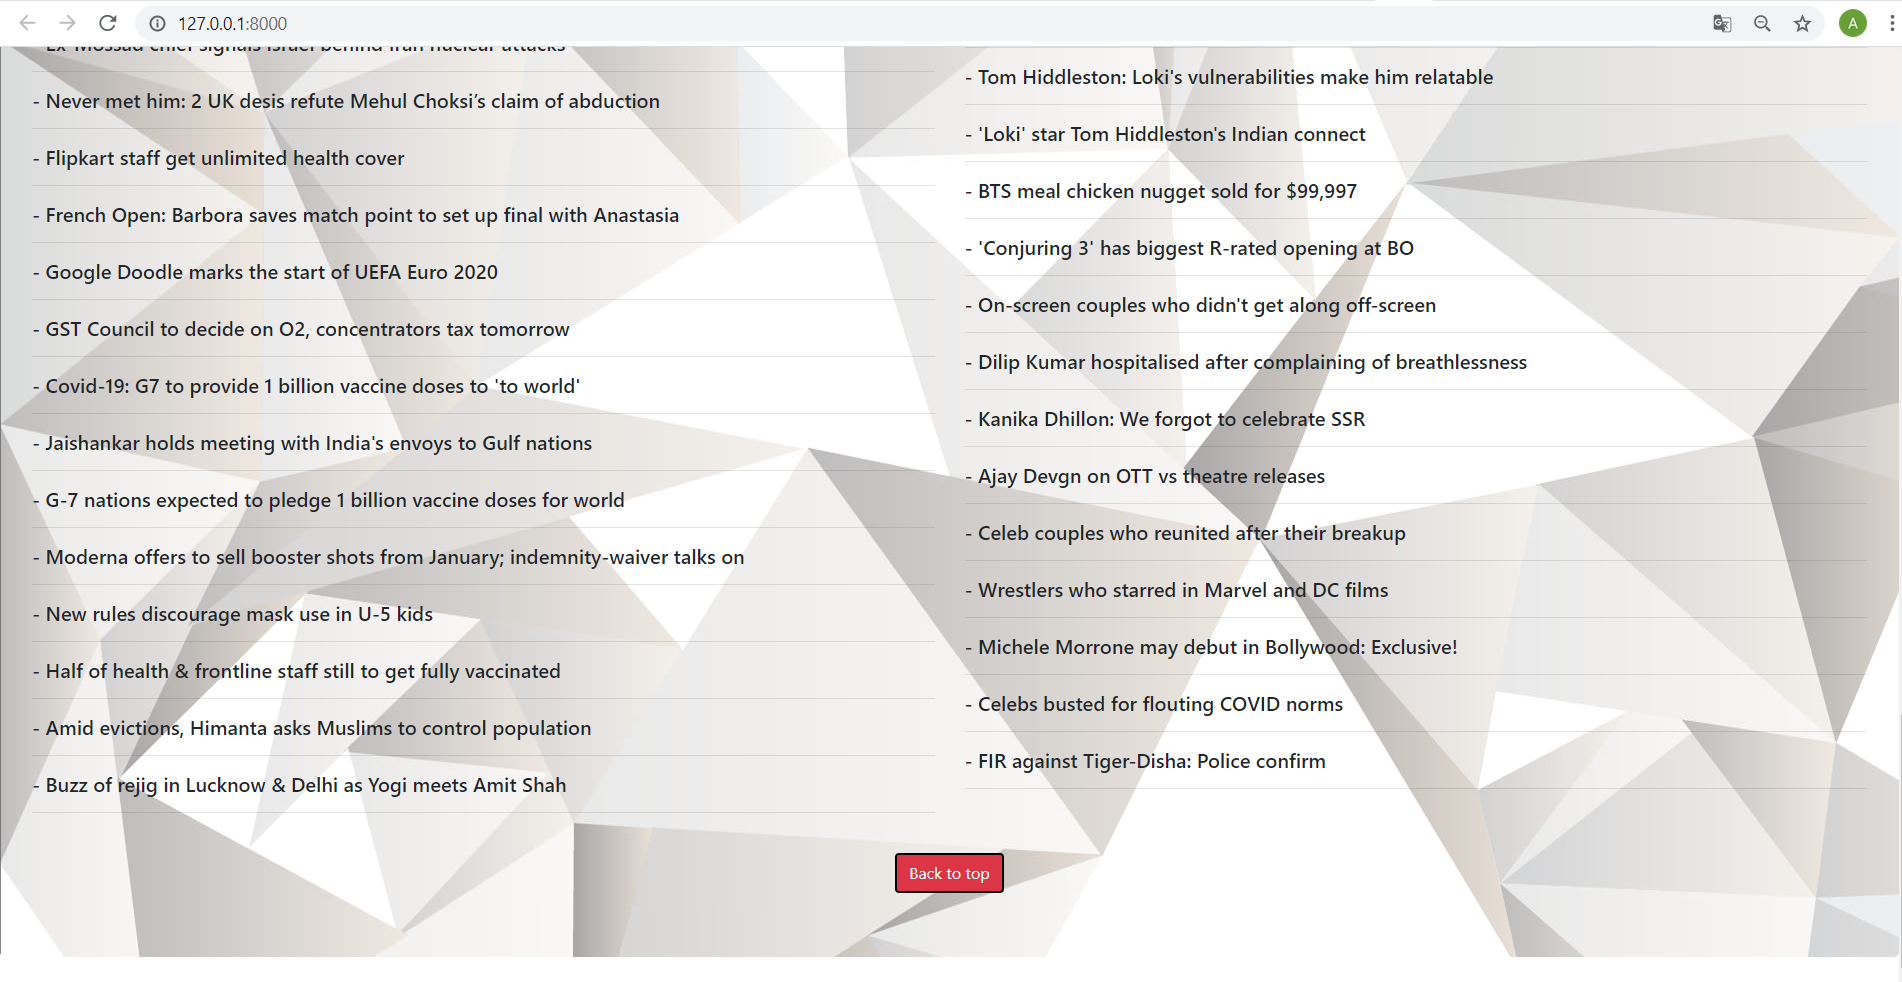 127.0.0.1:8000
A
- Ex-Mossad chief signals Israel behind Iran nuclear attacks
- Never met him: 2 UK desis refute Mehul Choksi’s claim of abduction
- Flipkart staff get unlimited health cover
- French Open: Barbora saves match point to set up final with Anastasia
- Google Doodle marks the start of UEFA Euro 2020
- GST Council to decide on O2, concentrators tax tomorrow
- Covid-19: G7 to provide 1 billion vaccine doses to 'to world'
- Jaishankar holds meeting with India's envoys to Gulf nations
- G-7 nations expected to pledge 1 billion vaccine doses for world
- Moderna offers to sell booster shots from January; indemnity-waiver talks on
- New rules discourage mask use in U-5 kids
- Half of health & frontline staff still to get fully vaccinated
- Amid evictions, Himanta asks Muslims to control population
- Buzz of rejig in Lucknow & Delhi as Yogi meets Amit Shah
- Tom Hiddleston: Loki's vulnerabilities make him relatable
- 'Loki' star Tom Hiddleston's Indian connect
- BTS meal chicken nugget sold for $99,997
- 'Conjuring 3' has biggest R-rated opening at BO
- On-screen couples who didn't get along off-screen
- Dilip Kumar hospitalised after complaining of breathlessness
- Kanika Dhillon: We forgot to celebrate SSR
- Ajay Devgn on OTT vs theatre releases
- Celeb couples who reunited after their breakup
- Wrestlers who starred in Marvel and DC films
- Michele Morrone may debut in Bollywood: Exclusive!
- Celebs busted for flouting COVID norms
- FIR against Tiger-Disha: Police confirm
Back to top